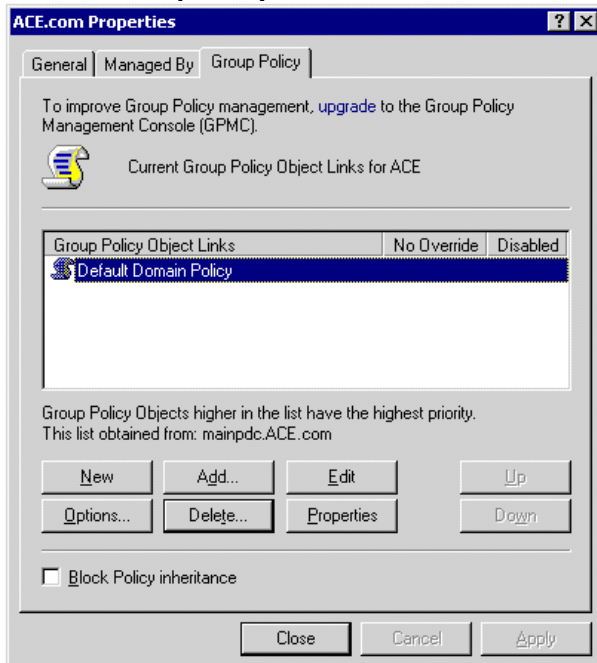 ACE.com Properties
General
Managed By
Group Policy
To improve Group Policy management, upgrade to the Group Policy
Management Console (GPMC).
Current Group Policy Object Links for ACE
Group Policy Object Links
No Override
Disabled
Default Domain Policy
Group Policy Objects higher in the list have the highest priority.
This list obtained from: mainpdc.ACE.com
New
Add...
Edit
Up
Options...
Delete...
Properties
Down
Block Policy inheritance
Close
Cancel
Apply